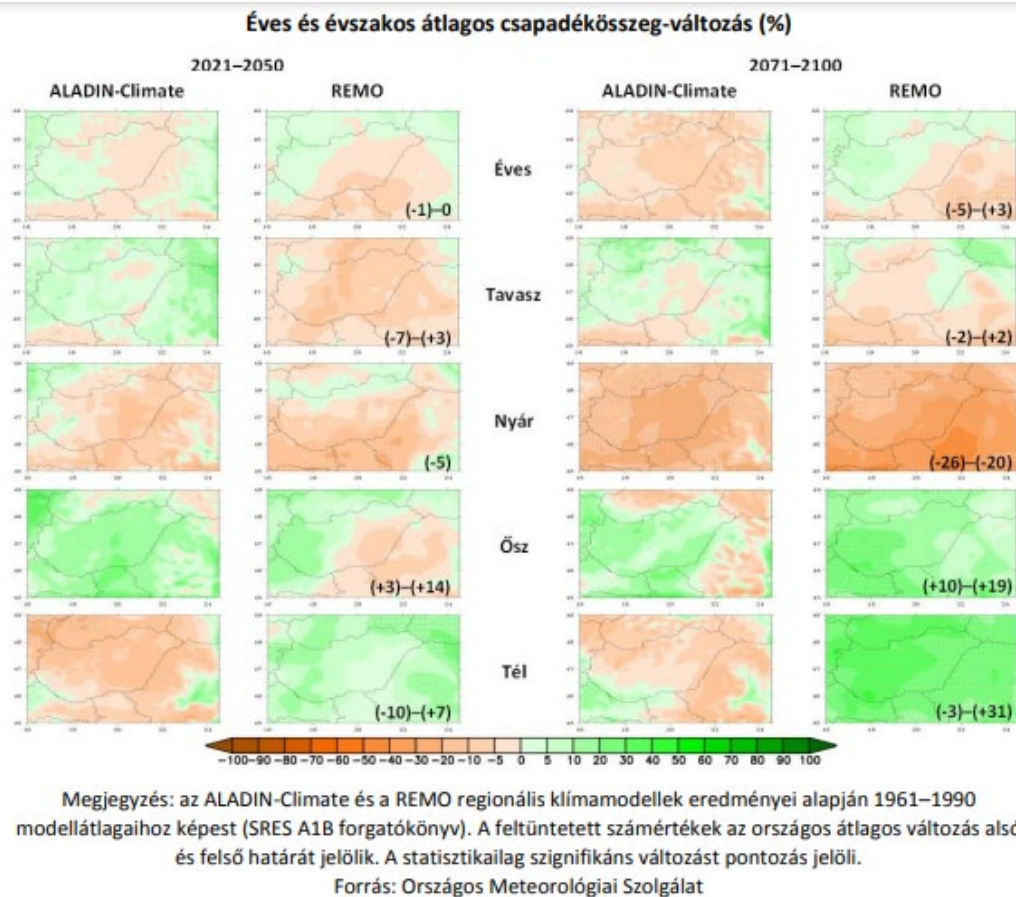 Éves és évszakos átlagos csapadékösszeg-változás (%)
2021–2050
2071–2100
ALADIN-Climate
REMO
ALADIN-Climate
REMO
Éves
(-1)–0
(-5)–(+3)
Tavasz
(-7)–(+3)
(-2)–(+2)
Nyár
(-5)
(-26)–(-20)
Ősz
(+3)–(+14)
(+10)–(+19)
Tél
(-10)–(+7)
(-3)–(+31)
-100 -90 -80 -70 -60 -50 -40 -30 -20 -10 -5 0 5 10 20 30 40 50 60 70 80 90 100
Megjegyzés: az ALADIN-Climate és a REMO regionális klímamodellek eredményei alapján 1961–1990
modellátlagaihoz képest (SRES A1B forgatókönyv). A feltüntetett számértékek az országos átlagos változás alsó
és felső határát jelölik. A statisztikailag szignifikáns változást pontozás jelöli.
Forrás: Országos Meteorológiai Szolgálat